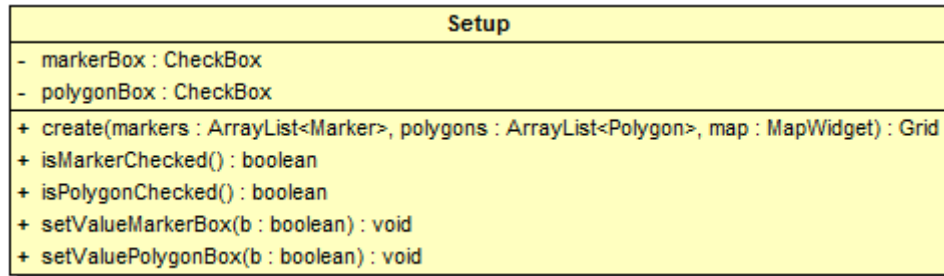 Setup
- markerBox : CheckBox
- polygonBox : CheckBox
+ create(markers : ArrayList<Marker>, polygons : ArrayList<Polygon>, map : MapWidget) : Grid
+ isMarkerChecked() : boolean
+ isPolygonChecked() : boolean
+ setValueMarkerBox(b : boolean) : void
+ setValuePolygonBox(b : boolean) : void